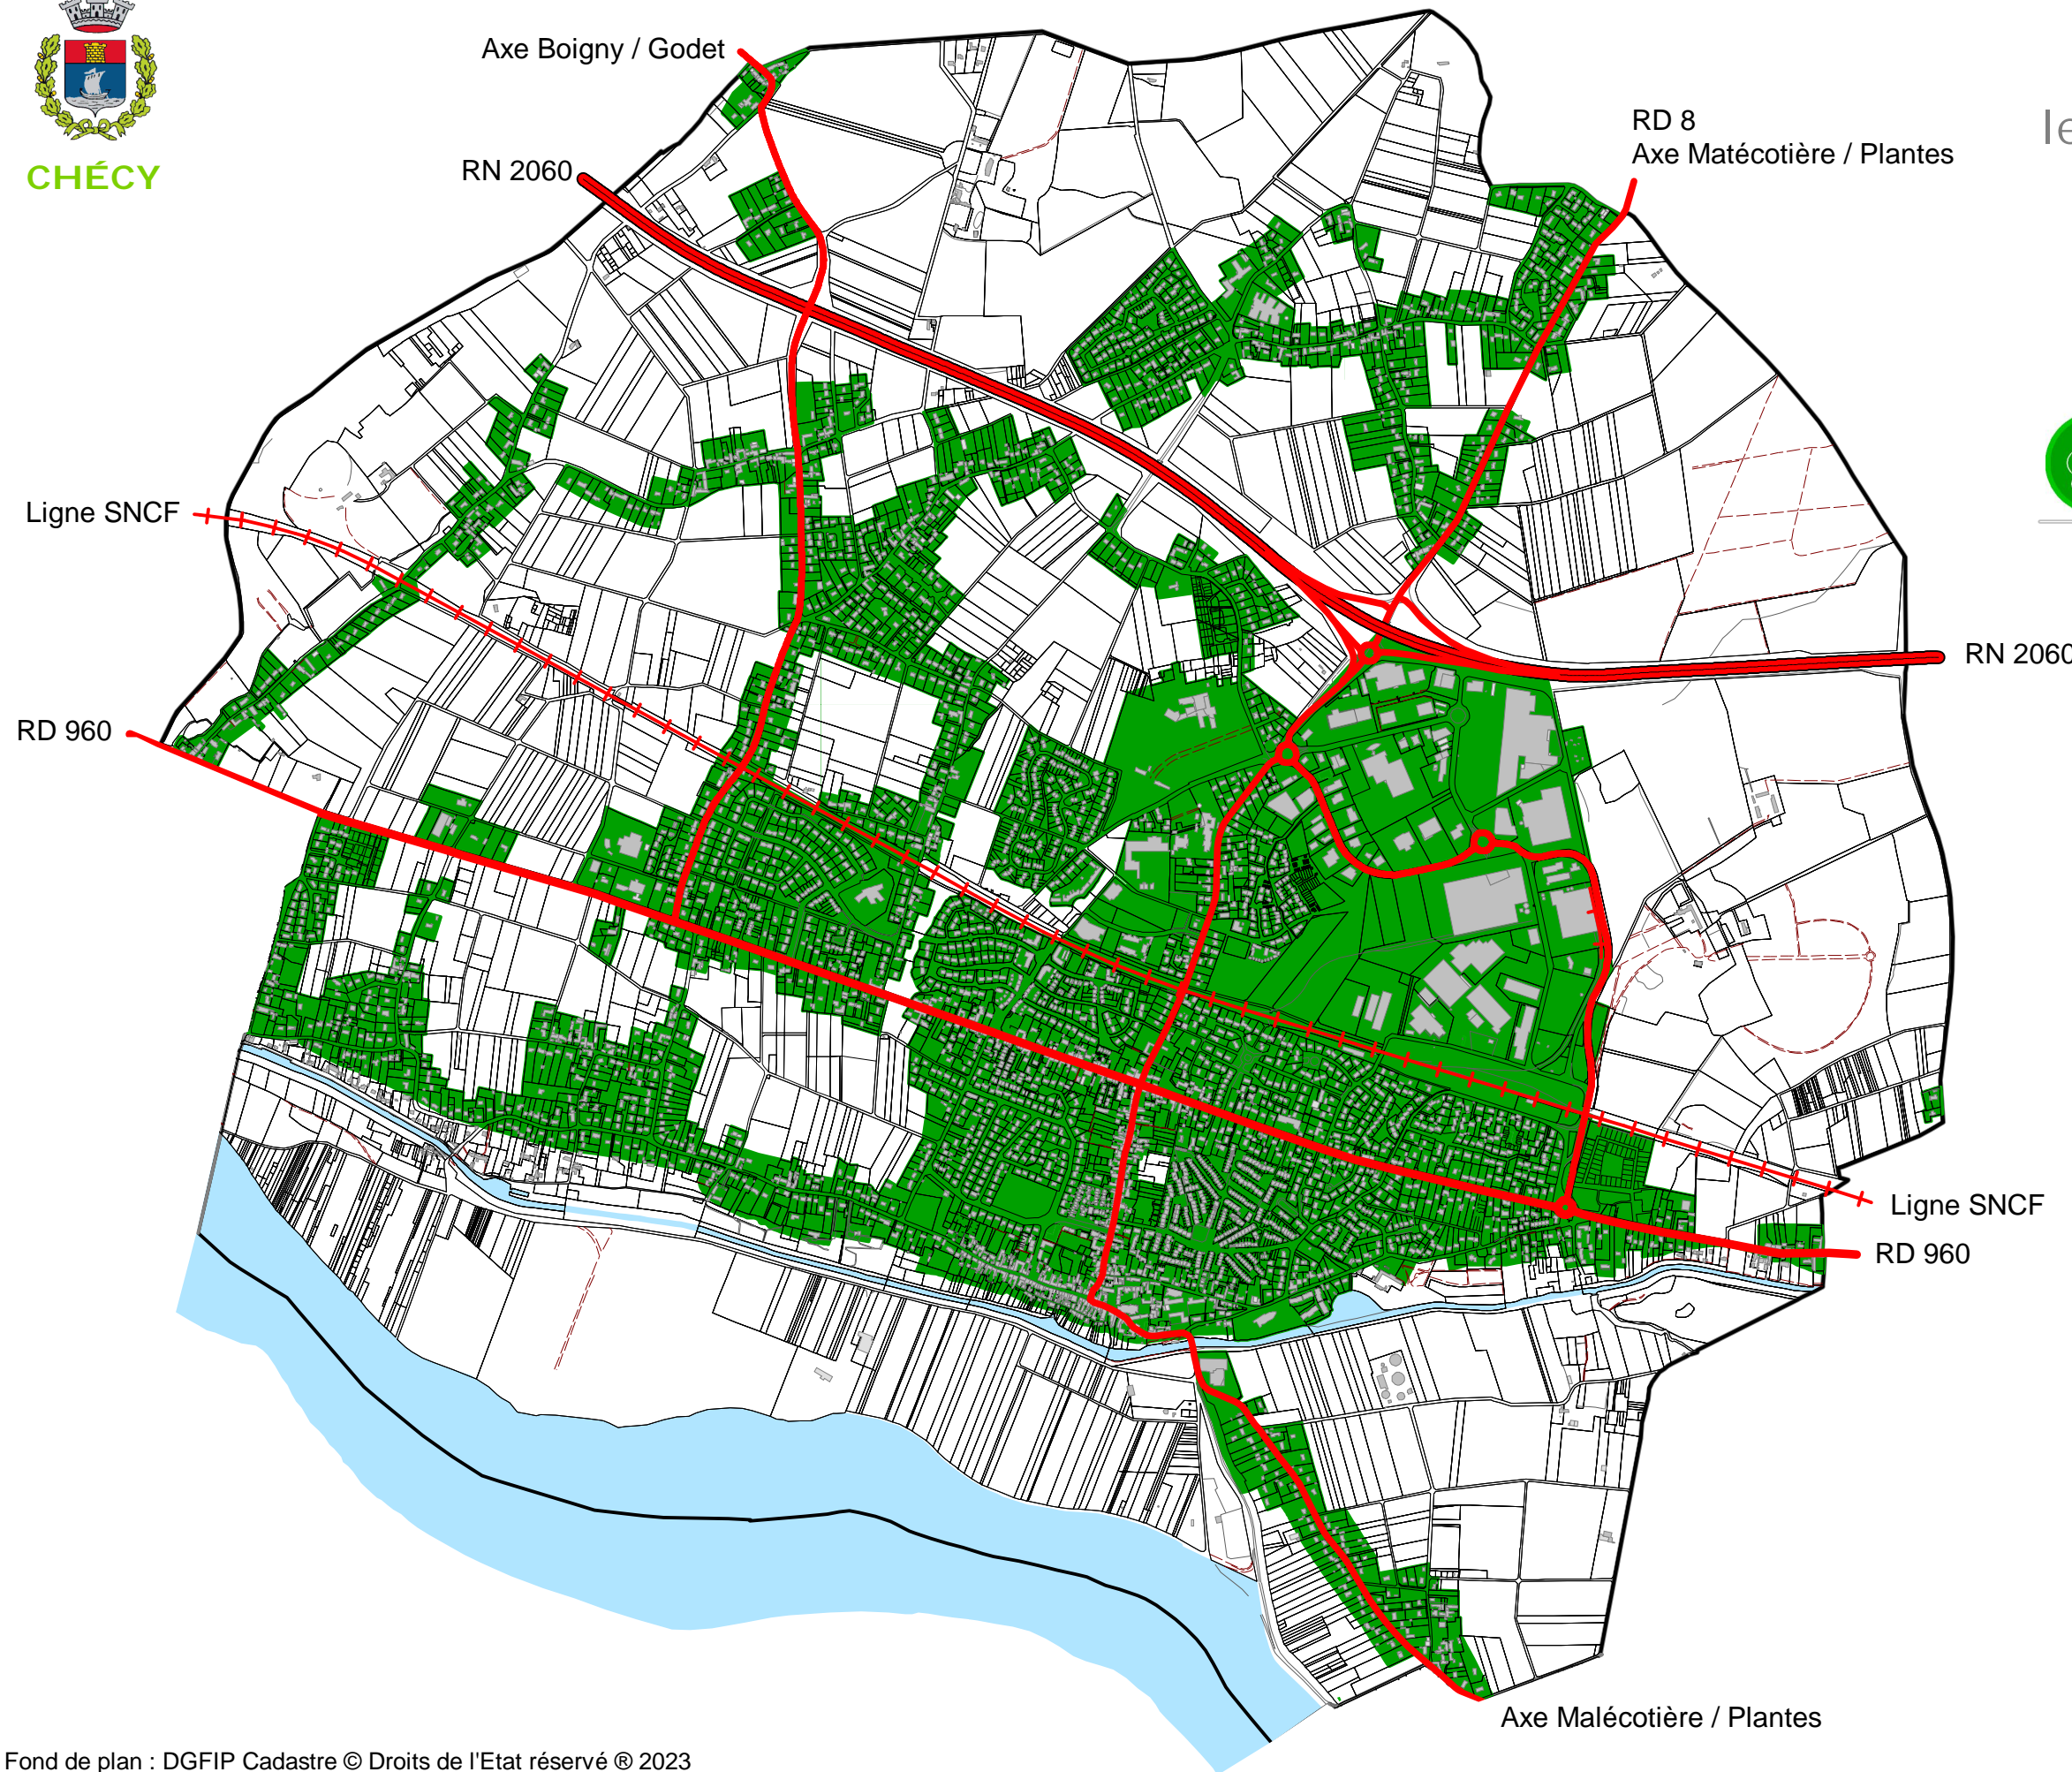 CHÉCY
Axe Boigny / Godet
RN 2060
RD 8
Axe Matécotière / Plantes
le
Ligne SNCF
RD 960
RN 2060
Ligne SNCF
RD 960
Axe Malécotière / Plantes
Fond de plan : DGFIP Cadastre © Droits de l'Etat réservé ® 2023